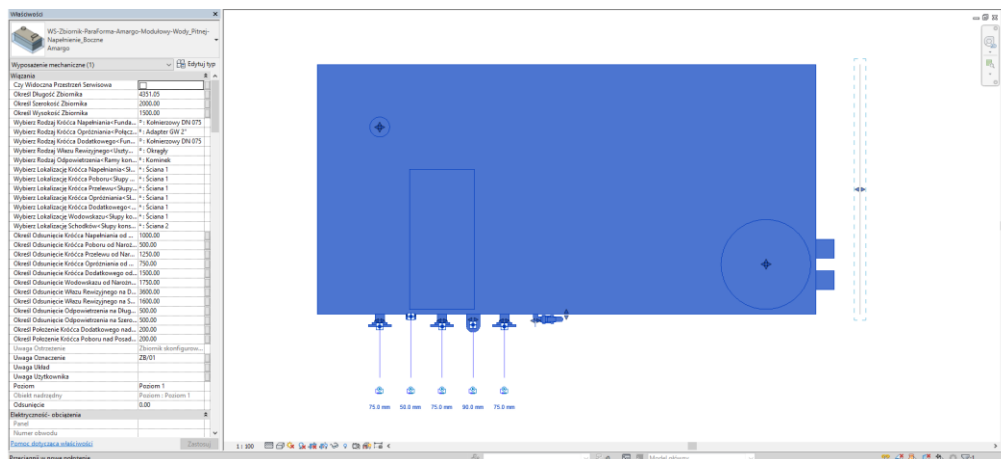 Właściwości
WS-Zbiornik-ParaForma-Amargo-Modułowy-Wody_Pitnej-
Napełnienie_Boczne
Amargo
Wyposażenie mechaniczne (1)
Edytuj typ
Wiązania
Czy Widoczna Przestrzeń Serwisowa
Określ Długość Zbiornika 4351.05
Określ Szerokość Zbiornika 2000.00
Określ Wysokość Zbiornika 1500.00
Wybierz Rodzaj Króćca Napełniania<Funda... * : Kołnierzowy DN 075
Wybierz Rodzaj Króćca Opróżniania<Połącz... * : Adapter GW 2"
Wybierz Rodzaj Króćca Dodatkowego<Fun... * : Kołnierzowy DN 075
Wybierz Rodzaj Włazu Rewizyjnego<Uszty... * : Okrągły
Wybierz Rodzaj Odpowietrzenia<Ramy kon... * : Kominek
Wybierz Lokalizację Króćca Napełniania<Sł... * : Ściana 1
Wybierz Lokalizację Króćca Poboru<Słupy ... * : Ściana 1
Wybierz Lokalizację Króćca Przelewu<Słupy... * : Ściana 1
Wybierz Lokalizację Króćca Opróżniania<Sł... * : Ściana 1
Wybierz Lokalizację Króćca Dodatkowego<... * : Ściana 1
Wybierz Lokalizację Wodowskazu<Słupy ko... * : Ściana 1
Wybierz Lokalizację Schodków<Słupy kons... * : Ściana 2
Określ Odsunięcie Króćca Napełniania od ... 1000.00
Określ Odsunięcie Króćca Poboru od Naroż... 500.00
Określ Odsunięcie Króćca Przelewu od Nar... 1250.00
Określ Odsunięcie Króćca Opróżniania od ... 750.00
Określ Odsunięcie Króćca Dodatkowego od... 1500.00
Określ Odsunięcie Wodowskazu od Narożn... 1750.00
Określ Odsunięcie Włazu Rewizyjnego na D... 3600.00
Określ Odsunięcie Włazu Rewizyjnego na S... 1600.00
Określ Odsunięcie Odpowietrzenia na Dług... 500.00
Określ Odsunięcie Odpowietrzenia na Szero... 500.00
Określ Położenie Króćca Dodatkowego nad... 200.00
Określ Położenie Króćca Poboru nad Posad... 200.00
Uwaga Ostrzeżenie Zbiornik skonfigurow...
Uwaga Oznaczenie ZB/01
Uwaga Układ
Uwaga Użytkownika
Poziom Poziom 1
Obiekt nadrzędny Poziom : Poziom 1
Odsunięcie 0.00
Elektryczność- obciążenia
Panel
Numer obwodu
Pomoc dotycząca właściwości
Zastosuj
75.0 mm 50.0 mm 75.0 mm 90.0 mm 75.0 mm
1 : 100
Przeciągnij w nowe położenie
Model główny